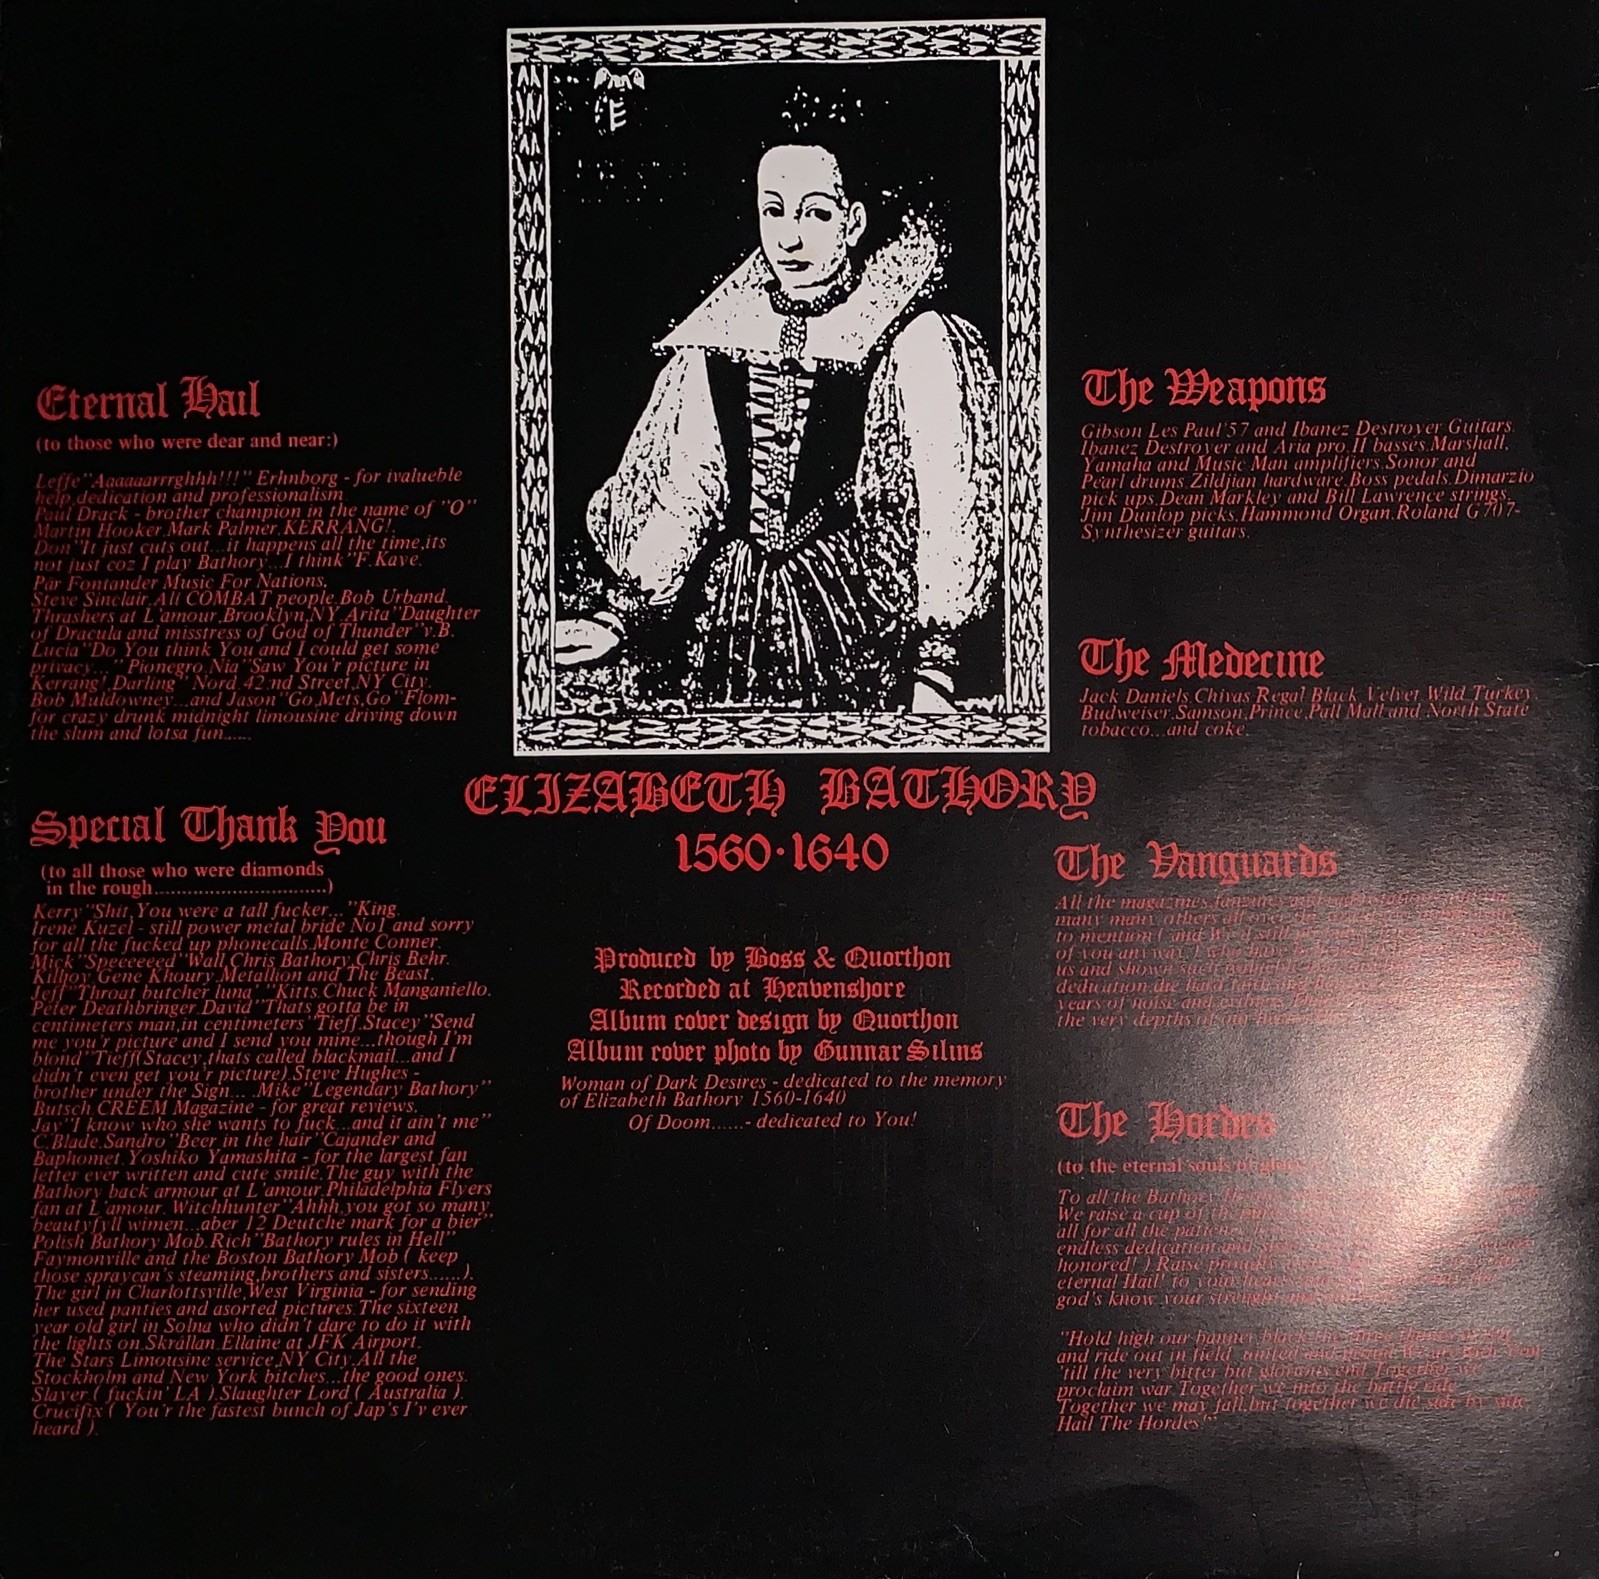 Eternal Hail
(to those who were dear and near:)
Leffe"Aaaaaarrrghhh!!!" Erhnborg - for ivalueble
help,dedication and professionalism
Paul Drack - brother champion in the name of "O"
Martin Hooker,Mark Palmer,KERRANG!,
Don"It just cuts out...it happens all the time,its
not just coz I play Bathory...I think"F.Kaye.
Pär Fontander Music For Nations,
Steve Sinclair,All COMBAT people,Bob Urband,
Thrashers at L'amour,Brooklyn,NY.Arita"Daughter
of Dracula and misstress of God of Thunder"v.B.
Lucia"Do You think You and I could get some
privacy...."Pionegro.Nia"Saw You'r picture in
Kerrang!,Darling"Nord,42:nd Street,NY City.
Bob Muldowney...and Jason"Go,Mets,Go"Flom-
for crazy drunk midnight limousine driving down
the slum and lotsa fun......
Special Thank You
(to all those who were diamonds
in the rough...............................)
Kerry"Shit,You were a tall fucker..."King.
Irene Kuzel - still power metal bride No1 and sorry
for all the fucked up phonecalls.Monte Conner.
Mick"Speeeeeed"Wall.Chris Bathory.Chris Behr.
Killjoy.Gene Khoury.Metallion and The Beast.
Jeff"Throat butcher luna' "Kitts.Chuck Manganiello.
Peter Deathbringer.David"Thats gotta be in
centimeters man,in centimeters"Tieff.Stacey"Send
me you'r picture and I send you mine...though I'm
blond"Tieff(Stacey,thats called blackmail...and I
didn't even get you'r picture).Steve Hughes -
brother under the Sign... .Mike"Legendary Bathory"
Butsch.CREEM Magazine - for great reviews.
Jay"I know who she wants to fuck...and it ain't me"
C.Blade.Sandro"Beer in the hair"Cajander and
Baphomet.Yoshiko Yamashita - for the largest fan
letter ever written and cute smile.The guy with the
Bathory back armour at L'amour.Philadelphia Flyers
fan at L'amour. Witchhunter"Ahhh,you got so many
beautyfyll wimen...aber 12 Deutche mark for a bier"
Polish Bathory Mob.Rich"Bathory rules in Hell"
Faymonville and the Boston Bathory Mob ( keep
those spraycan's steaming,brothers and sisters......).
The girl in Charlottsville,West Virginia - for sending
her used panties and asorted pictures.The sixteen
year old girl in Solna who didn't dare to do it with
the lights on.Skrållan.Ellaine at JFK Airport.
The Stars Limousine service,NY City.All the
Stockholm and New York bitches...the good ones.
Slayer ( fuckin' LA ).Slaughter Lord ( Australia ).
Crucifix ( You'r the fastest bunch of Jap's I'v ever
heard ).
ELIZABETH BATHORY
1560·1640
Produced by Boss & Quorthon
Recorded at Heavenshore
Album cover design by Quorthon
Album cover photo by Gunnar Silins
Woman of Dark Desires - dedicated to the memory
of Elizabeth Bathory 1560-1640
Of Doom......- dedicated to You!
The Weapons
Gibson Les Paul'57 and Ibanez Destroyer Guitars.
Ibanez Destroyer and Aria pro.II basses.Marshall,
Yamaha and Music Man amplifiers.Sonor and
Pearl drums.Zildjian hardware.Boss pedals.Dimarzio
pick ups.Dean Markley and Bill Lawrence strings.
Jim Dunlop picks.Hammond Organ.Roland G 707-
Synthesizer guitars.
The Medecine
Jack Daniels.Chivas Regal.Black Velvet.Wild Turkey.
Budweiser.Samson,Prince,Pall Mall and North State
tobacco...and coke.
The Vanguards
All the magazines,fanzines
many many others all over the
to mention ( and We'd still
of you anyway ) who have
us and shown such
dedication,die hard faith and
years of noise and
the very depths of our
The Hordes
(to the eternal souls of
To all the Bathory Hordes
We raise a cup of the
all for all the
endless dedication and
honored! ).Raise
eternal Hail! to your
god's know your strenght
"Hold high our banner,black
and ride out in field, united and
till the very bitter but glorious end.Together we
proclaim war.Together we into the battle ride
Together we may fall,but together we die side by side.
Hail The Hordes!"